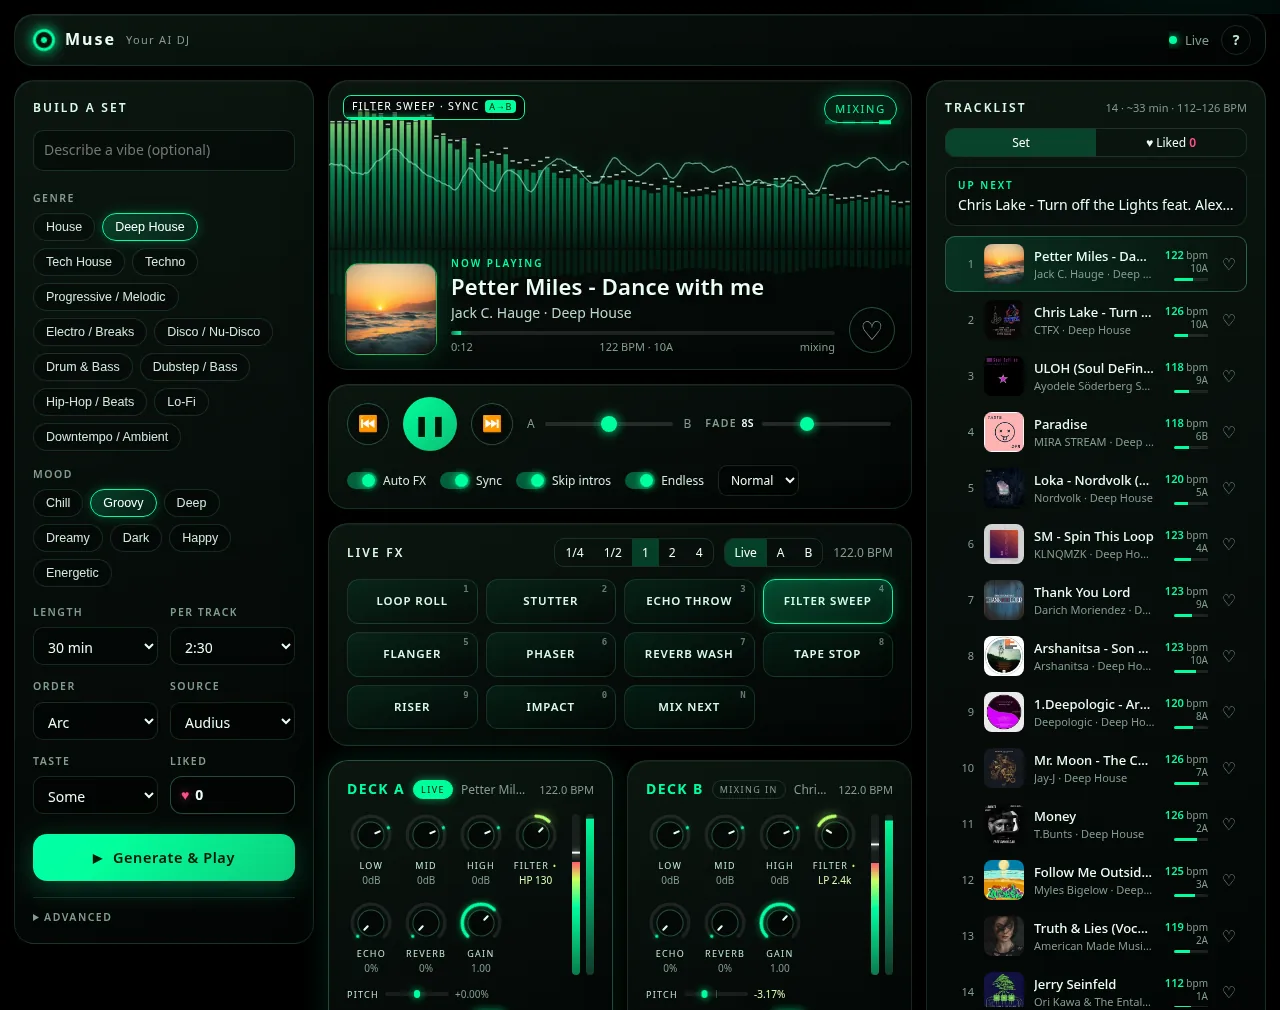 Muse Your AI DJ
Live ?
BUILD A SET
Describe a vibe (optional)
GENRE
House Deep House
Tech House Techno
Progressive / Melodic
Electro / Breaks Disco / Nu-Disco
Drum & Bass Dubstep / Bass
Hip-Hop / Beats Lo-Fi
Downtempo / Ambient
MOOD
Chill Groovy Deep
Dreamy Dark Happy
Energetic
LENGTH PER TRACK
30 min 2:30
ORDER SOURCE
Arc Audius
TASTE LIKED
Some ♥ 0
▶ Generate & Play
▸ ADVANCED
FILTER SWEEP · SYNC A→B
MIXING
NOW PLAYING
Petter Miles - Dance with me
Jack C. Hauge · Deep House
0:12 122 BPM · 10A mixing
A B FADE 8S
Auto FX Sync Skip intros Endless Normal
LIVE FX 1/4 1/2 1 2 4 Live A B 122.0 BPM
LOOP ROLL 1 STUTTER 2 ECHO THROW 3 FILTER SWEEP 4
FLANGER 5 PHASER 6 REVERB WASH 7 TAPE STOP 8
RISER 9 IMPACT 0 MIX NEXT N
DECK A LIVE Petter Mil... 122.0 BPM
LOW MID HIGH FILTER •
0dB 0dB 0dB HP 130
ECHO REVERB GAIN
0% 0% 1.00
PITCH +0.00%
DECK B MIXING IN Chri... 122.0 BPM
LOW MID HIGH FILTER •
0dB 0dB 0dB LP 2.4k
ECHO REVERB GAIN
0% 0% 1.00
PITCH -3.17%
TRACKLIST 14 · ~33 min · 112–126 BPM
Set ♥ Liked 0
UP NEXT
Chris Lake - Turn off the Lights feat. Alex...
1 Petter Miles - Da... 122 bpm
Jack C. Hauge · Deep ... 10A
2 Chris Lake - Turn ... 126 bpm
CTFX · Deep House 10A
3 ULOH (Soul DeFin... 118 bpm
Ayodele Söderberg S... 9A
4 Paradise 118 bpm
MIRA STREAM · Deep ... 6B
5 Loka - Nordvolk (... 120 bpm
Nordvolk · Deep House 5A
6 SM - Spin This Loop 123 bpm
KLNQMZK · Deep Ho... 4A
7 Thank You Lord 123 bpm
Darich Moriendez · D... 9A
8 Arshanitsa - Son ... 123 bpm
Arshanitsa · Deep Ho... 10A
9 1.Deepologic - Ar... 120 bpm
Deepologic · Deep Ho... 8A
10 Mr. Moon - The C... 126 bpm
Jay-J · Deep House 7A
11 Money 126 bpm
T.Bunts · Deep House 2A
12 Follow Me Outsid... 125 bpm
Myles Bigelow · Deep... 3A
13 Truth & Lies (Voc... 119 bpm
American Made Musi... 2A
14 Jerry Seinfeld 112 bpm
Ori Kawa & The Ental... 1A